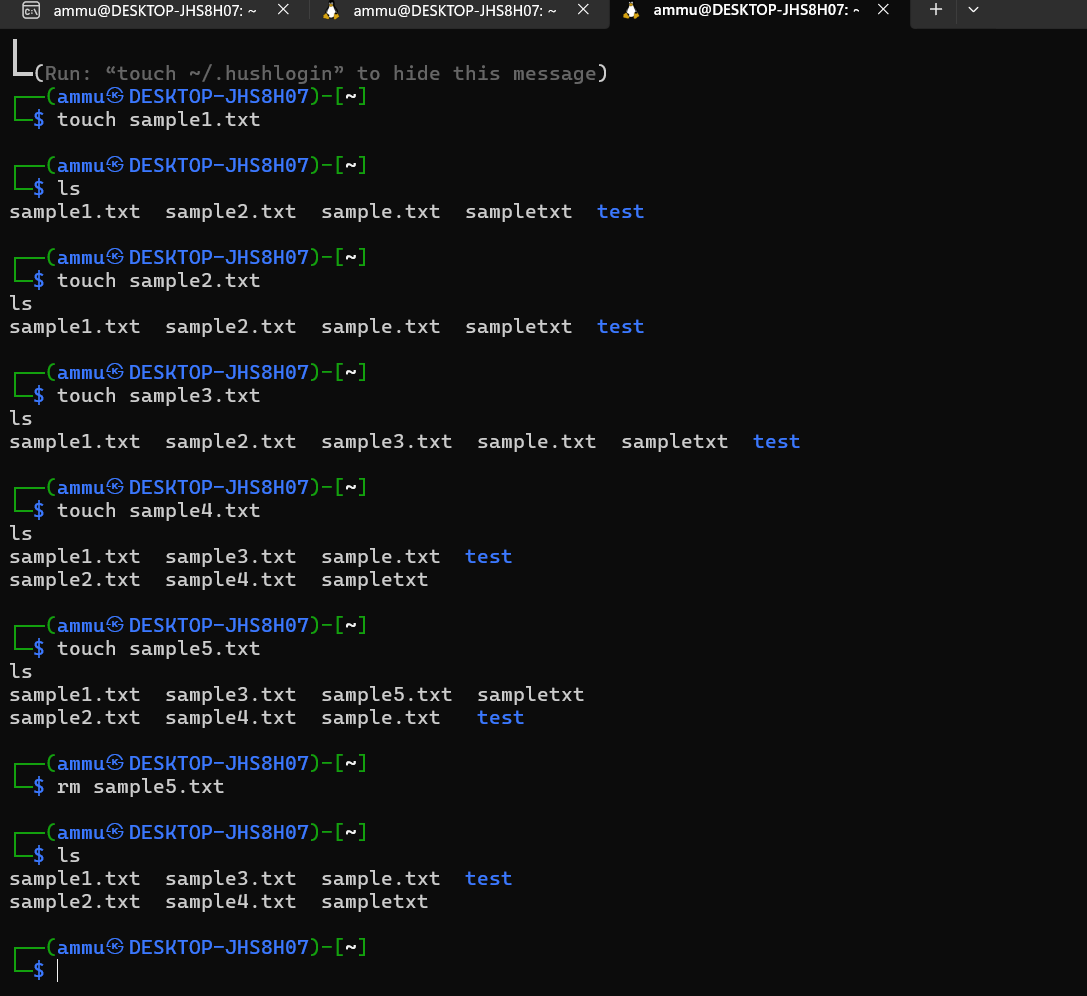 ammu@DESKTOP-JHS8H07: ~ ammu@DESKTOP-JHS8H07: ~ ammu@DESKTOP-JHS8H07: ~
└─(Run: “touch ~/.hushlogin” to hide this message)
┌──(ammu㉿DESKTOP-JHS8H07)-[~]
└─$ touch sample1.txt
┌──(ammu㉿DESKTOP-JHS8H07)-[~]
└─$ ls
sample1.txt  sample2.txt  sample.txt  sampletxt  test
┌──(ammu㉿DESKTOP-JHS8H07)-[~]
└─$ touch sample2.txt
ls
sample1.txt  sample2.txt  sample.txt  sampletxt  test
┌──(ammu㉿DESKTOP-JHS8H07)-[~]
└─$ touch sample3.txt
ls
sample1.txt  sample2.txt  sample3.txt  sample.txt  sampletxt  test
┌──(ammu㉿DESKTOP-JHS8H07)-[~]
└─$ touch sample4.txt
ls
sample1.txt  sample3.txt  sample.txt  test
sample2.txt  sample4.txt  sampletxt
┌──(ammu㉿DESKTOP-JHS8H07)-[~]
└─$ touch sample5.txt
ls
sample1.txt  sample3.txt  sample5.txt  sampletxt
sample2.txt  sample4.txt  sample.txt   test
┌──(ammu㉿DESKTOP-JHS8H07)-[~]
└─$ rm sample5.txt
┌──(ammu㉿DESKTOP-JHS8H07)-[~]
└─$ ls
sample1.txt  sample3.txt  sample.txt  test
sample2.txt  sample4.txt  sampletxt
┌──(ammu㉿DESKTOP-JHS8H07)-[~]
└─$